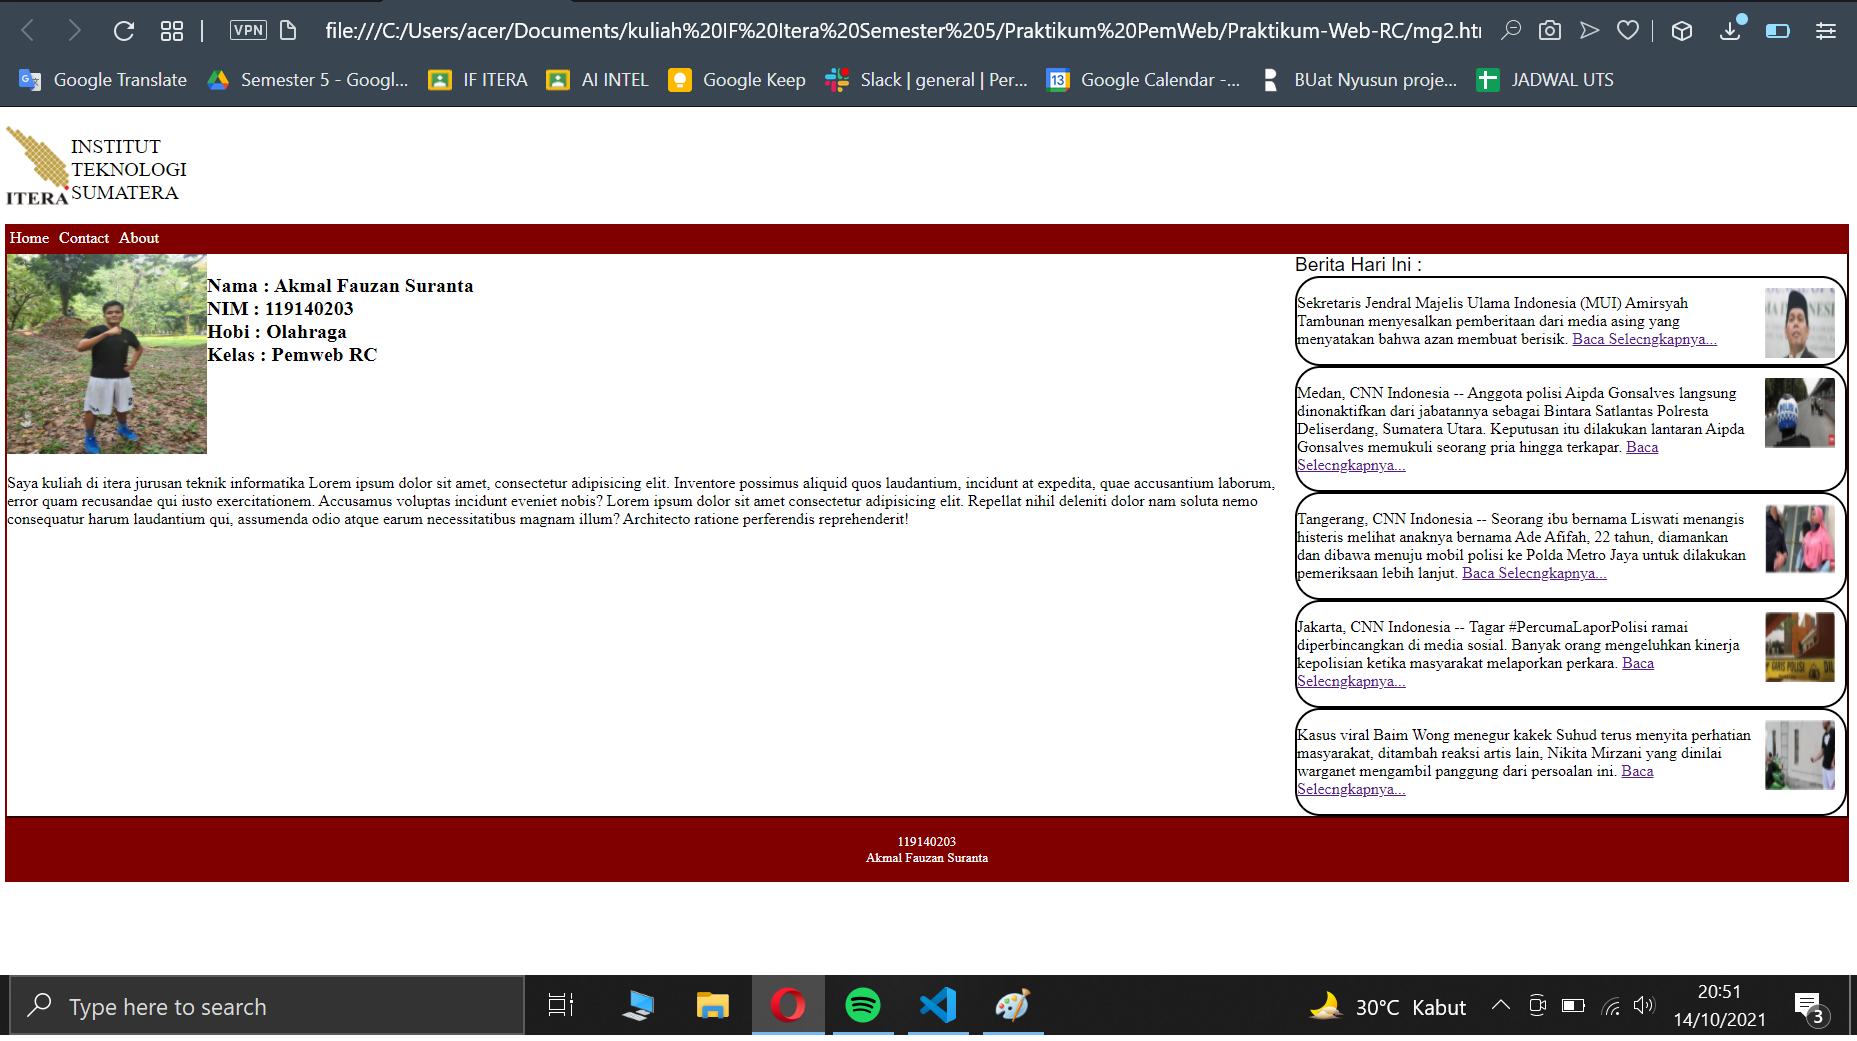 VPN
file:///C:/Users/acer/Documents/kuliah%20IF%20Itera%20Semester%205/Praktikum%20PemWeb/Praktikum-Web-RC/mg2.htm
Google Translate
Semester 5 - Googl...
IF ITERA
AI INTEL
Google Keep
Slack | general | Per...
13
Google Calendar -...
BUat Nyusun proje...
JADWAL UTS
INSTITUT
TEKNOLOGI
SUMATERA
ITERA
Home Contact About
Nama : Akmal Fauzan Suranta
NIM : 119140203
Hobi : Olahraga
Kelas : Pemweb RC
Saya kuliah di itera jurusan teknik informatika Lorem ipsum dolor sit amet, consectetur adipisicing elit. Inventore possimus aliquid quos laudantium, incidunt at expedita, quae accusantium laborum,
error quam recusandae qui iusto exercitationem. Accusamus voluptas incidunt eveniet nobis? Lorem ipsum dolor sit amet consectetur adipisicing elit. Repellat nihil deleniti dolor nam soluta nemo
consequatur harum laudantium qui, assumenda odio atque earum necessitatibus magnam illum? Architecto ratione perferendis reprehenderit!
Berita Hari Ini :
Sekretaris Jendral Majelis Ulama Indonesia (MUI) Amirsyah
Tambunan menyesalkan pemberitaan dari media asing yang
menyatakan bahwa azan membuat berisik. Baca Selecngkapnya...
Medan, CNN Indonesia -- Anggota polisi Aipda Gonsalves langsung
dinonaktifkan dari jabatannya sebagai Bintara Satlantas Polresta
Deliserdang, Sumatera Utara. Keputusan itu dilakukan lantaran Aipda
Gonsalves memukuli seorang pria hingga terkapar. Baca
Selecngkapnya...
Tangerang, CNN Indonesia -- Seorang ibu bernama Liswati menangis
histeris melihat anaknya bernama Ade Afifah, 22 tahun, diamankan
dan dibawa menuju mobil polisi ke Polda Metro Jaya untuk dilakukan
pemeriksaan lebih lanjut. Baca Selecngkapnya...
Jakarta, CNN Indonesia -- Tagar #PercumaLaporPolisi ramai
diperbincangkan di media sosial. Banyak orang mengeluhkan kinerja
kepolisian ketika masyarakat melaporkan perkara. Baca
Selecngkapnya...
Kasus viral Baim Wong menegur kakek Suhud terus menyita perhatian
masyarakat, ditambah reaksi artis lain, Nikita Mirzani yang dinilai
warganet mengambil panggung dari persoalan ini. Baca
Selecngkapnya...
119140203
Akmal Fauzan Suranta
Type here to search
30°C Kabut
20:51
14/10/2021
3